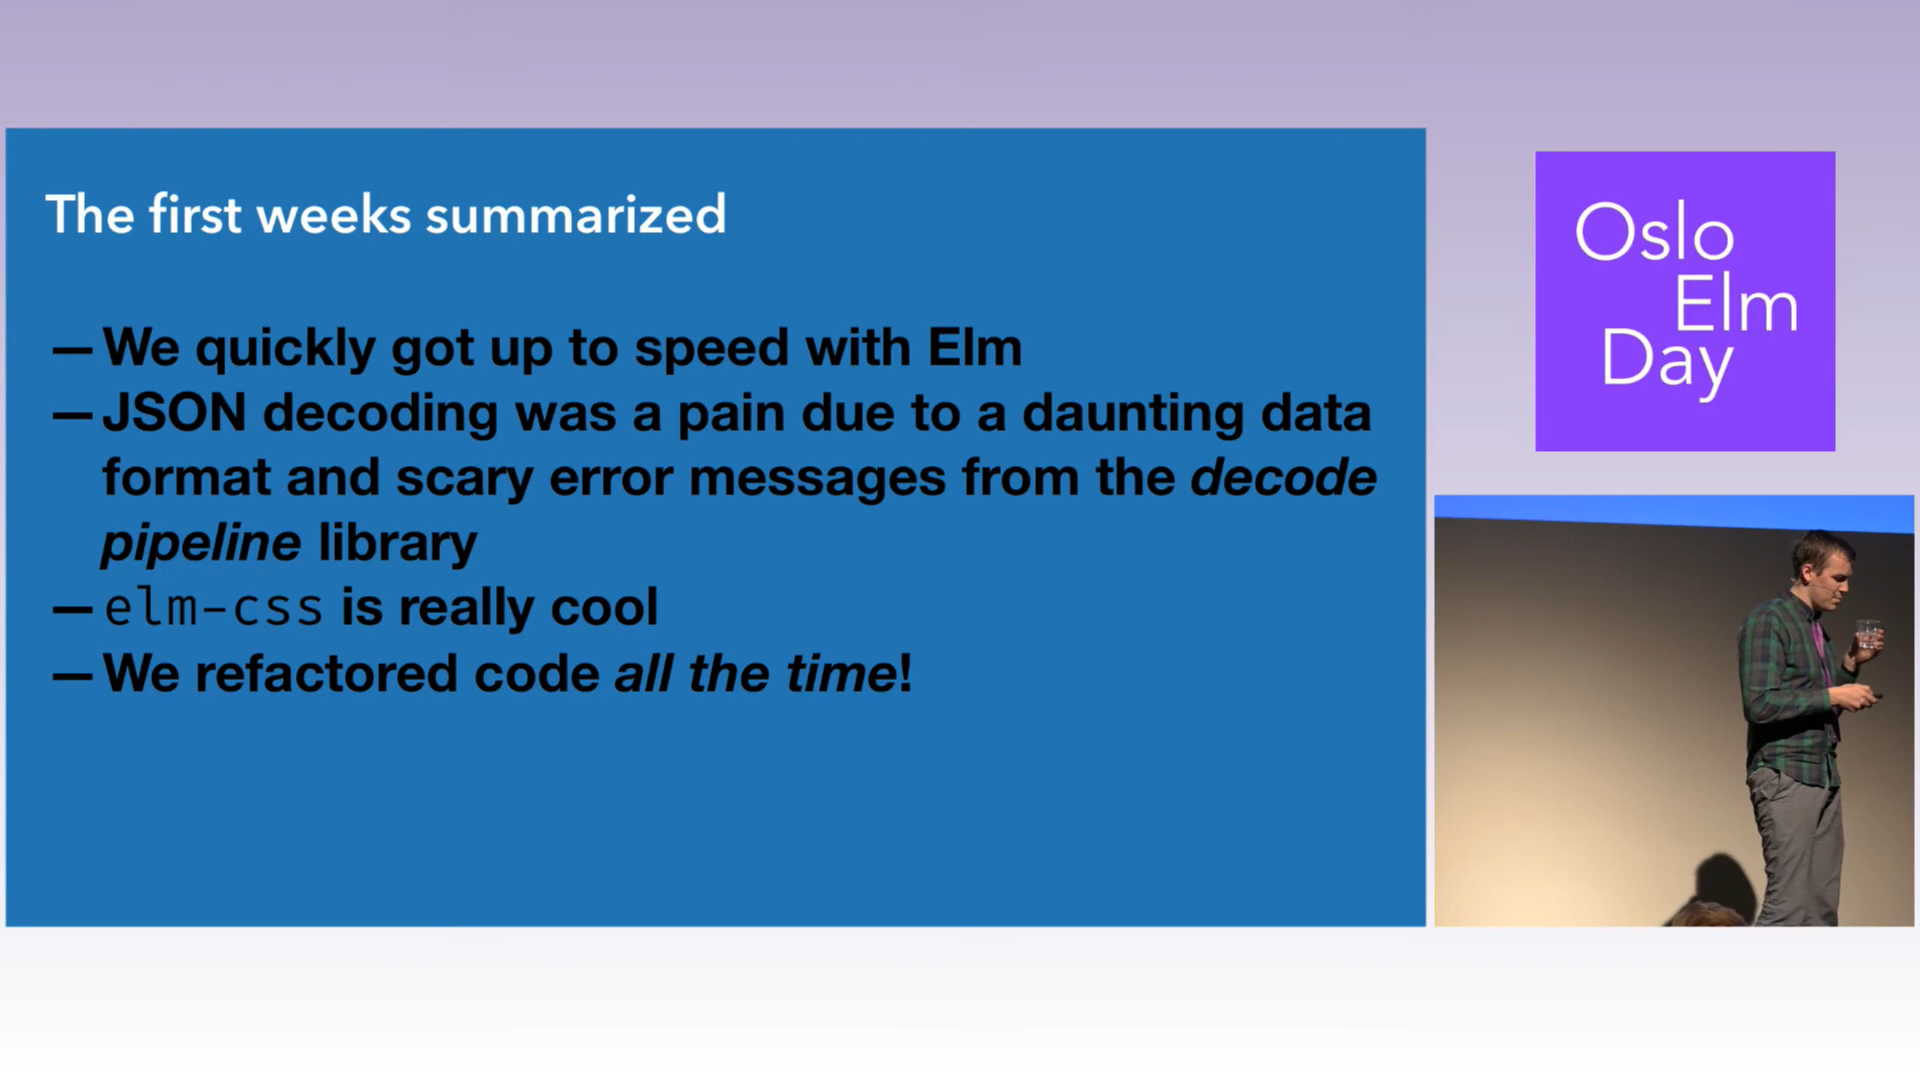 The first weeks summarized
— We quickly got up to speed with Elm
— JSON decoding was a pain due to a daunting data
format and scary error messages from the decode
pipeline library
— elm-css is really cool
— We refactored code all the time!
Oslo
Elm
Day